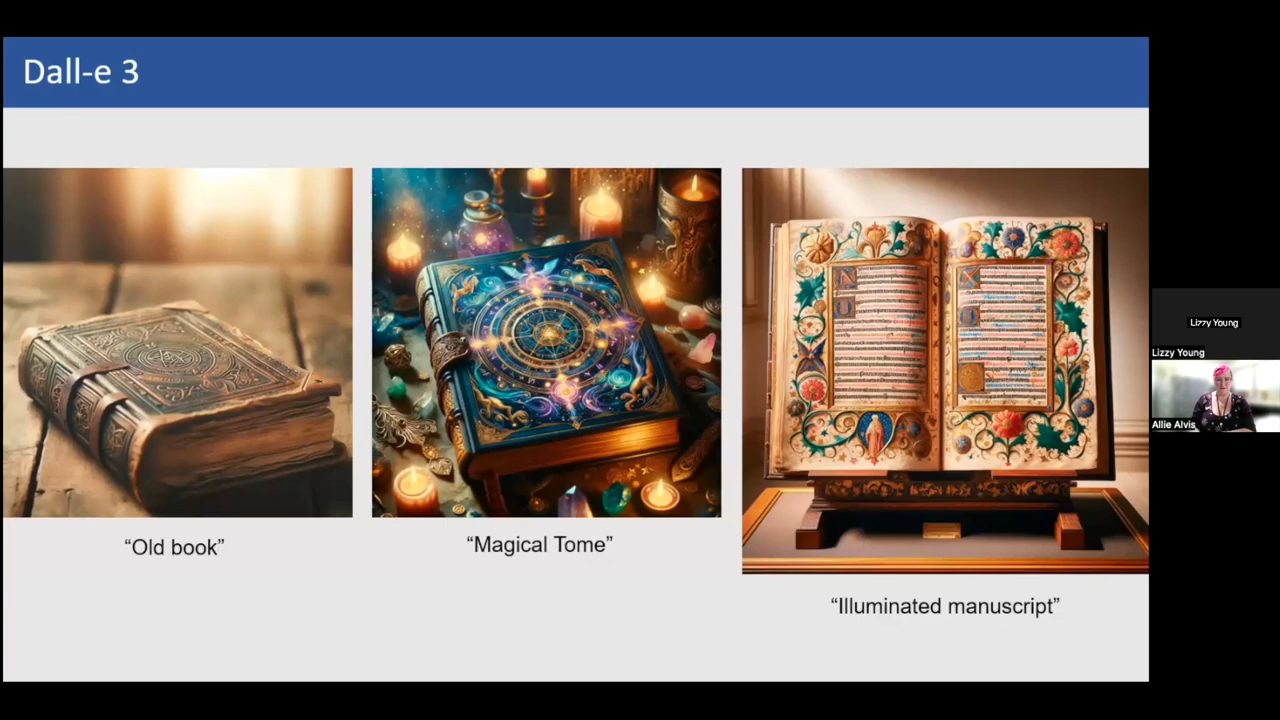 Dall-e 3
“Old book”
“Magical Tome”
“Illuminated manuscript”
Lizzy Young
Lizzy Young
Allie Alvis